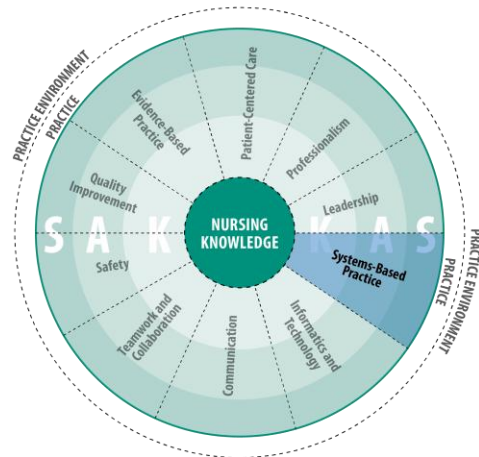 PRACTICE ENVIRONMENT
PRACTICE
Patient-Centered Care
Evidence-Based
Practice
Professionalism
Quality
Improvement
Leadership
S A K
NURSING
KNOWLEDGE
K A S
Safety
Systems-Based
Practice
Teamwork and
Collaboration
Communication
Informatics and
Technology
PRACTICE
PRACTICE ENVIRONMENT